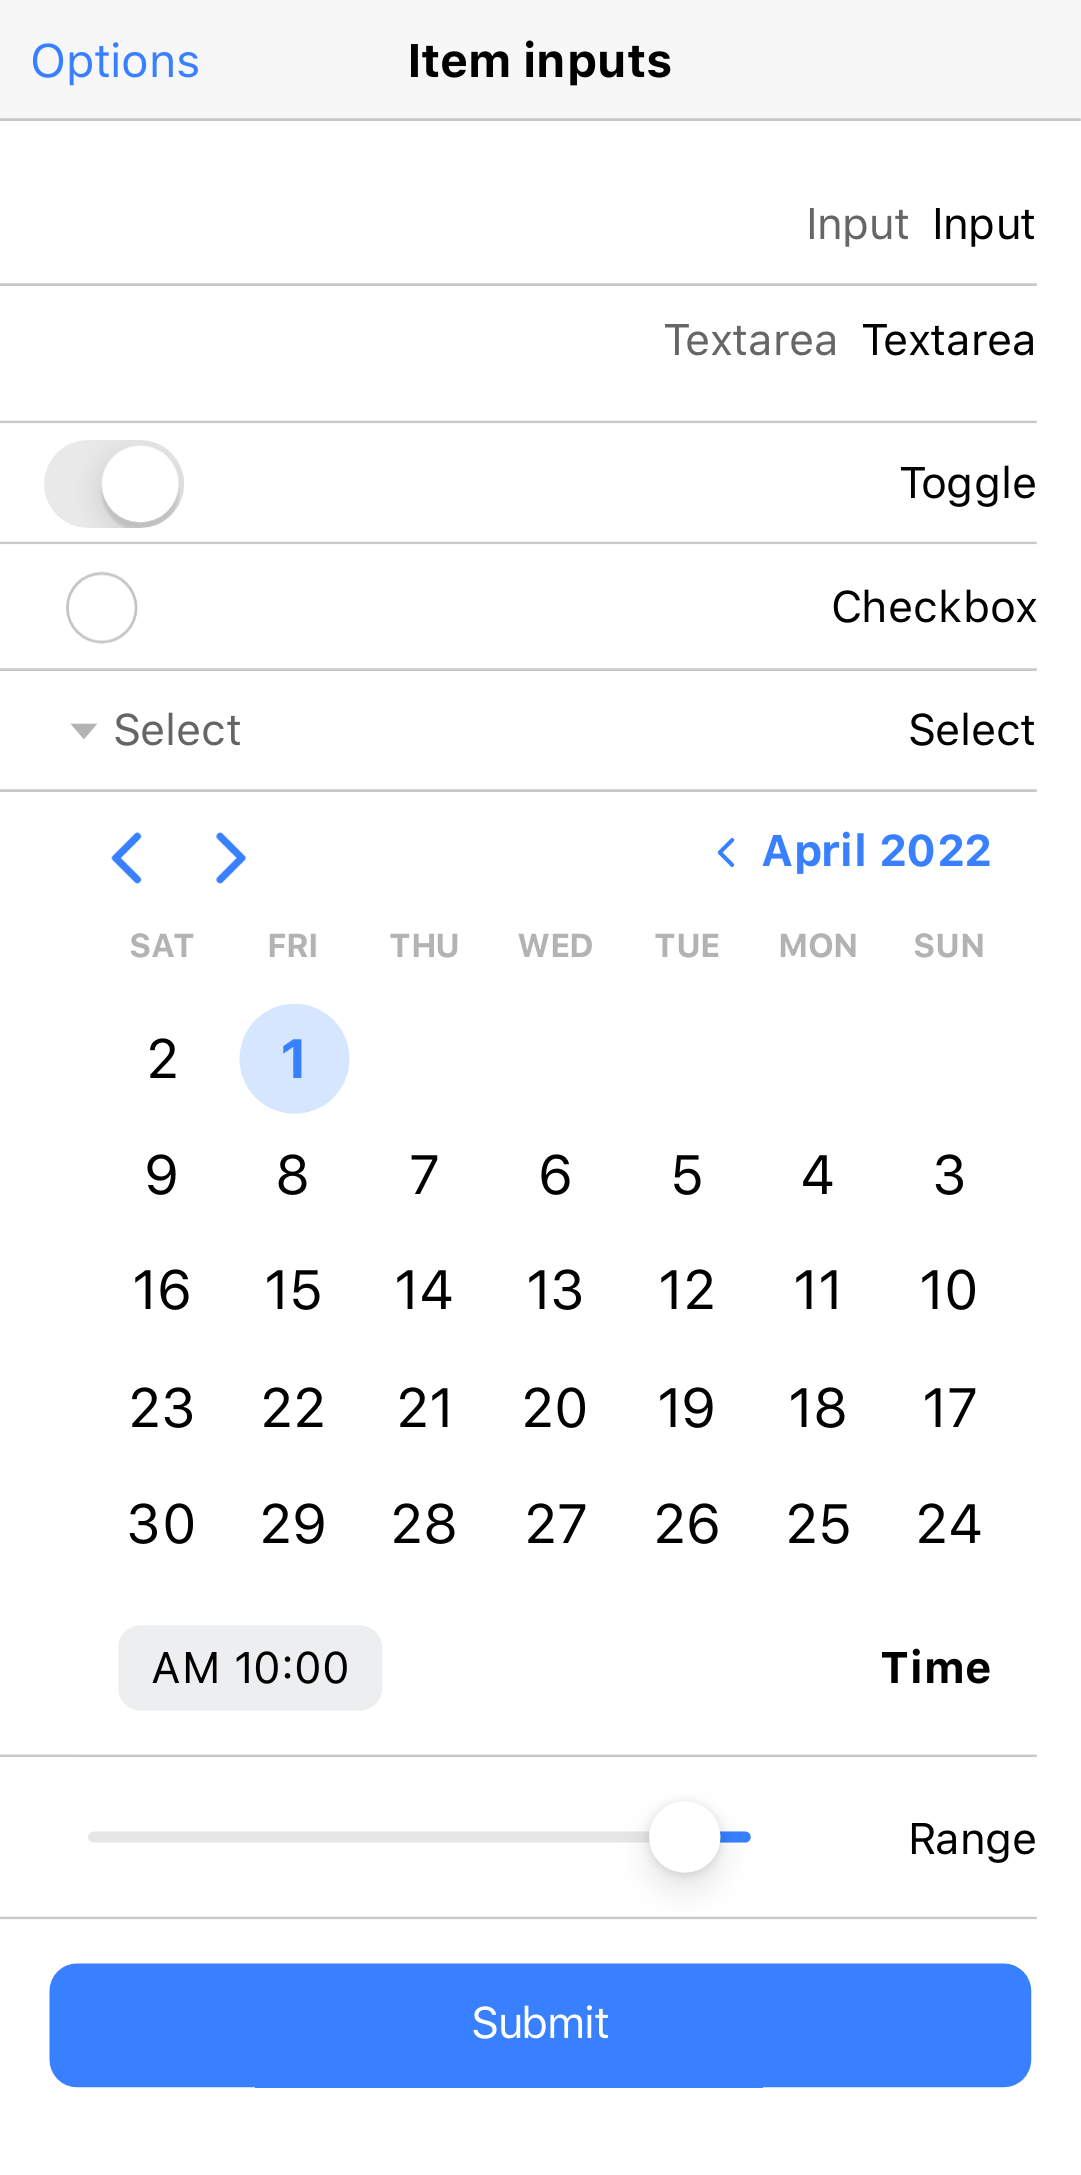 Options Item inputs
Input Input
Textarea Textarea
Toggle
Checkbox
Select Select
April 2022
SAT FRI THU WED TUE MON SUN
2 1
9 8 7 6 5 4 3
16 15 14 13 12 11 10
23 22 21 20 19 18 17
30 29 28 27 26 25 24
AM 10:00 Time
Range
Submit